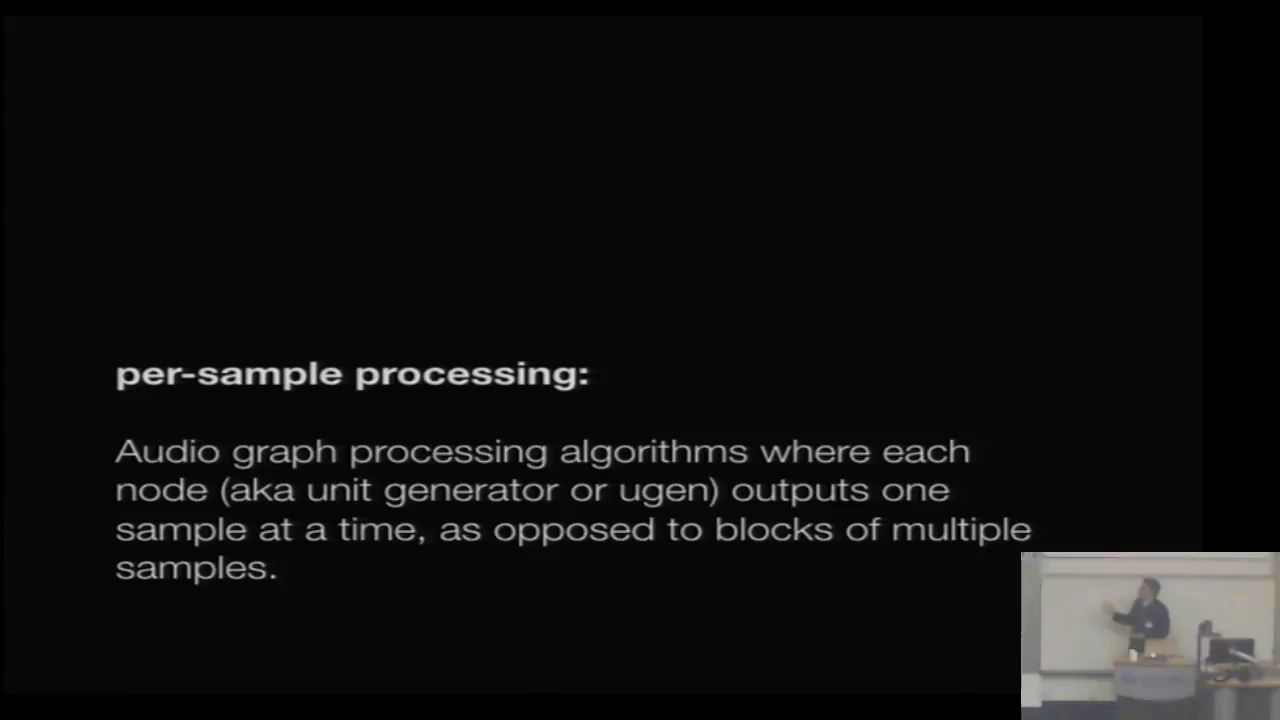 per-sample processing:
Audio graph processing algorithms where each
node (aka unit generator or ugen) outputs one
sample at a time, as opposed to blocks of multiple
samples.